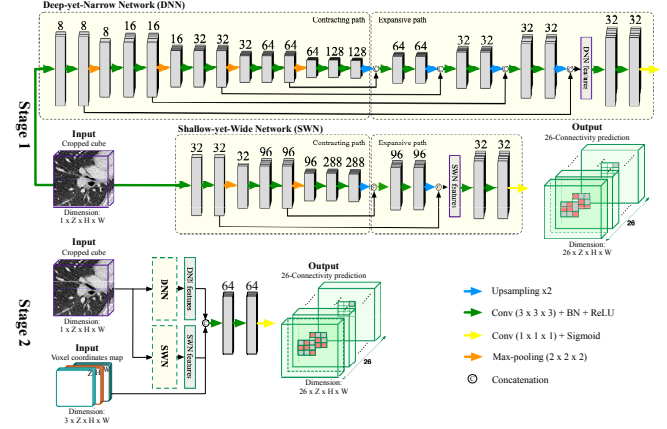 Deep-yet-Narrow Network (DNN)
Contracting path
Expansive path
8 8 8 16 16 16 32 32 32 64 64 64 128 128 64 64 32 32 32 32 32 32
DNN features
Stage 1
Input
Cropped cube
Dimension:
1 x Z x H x W
Shallow-yet-Wide Network (SWN)
Contracting path
Expansive path
32 32 32 96 96 96 288 288 96 96 32 32
SWN features
Output
26-Connectivity prediction
26
Dimension:
26 x Z x H x W
Stage 2
Input
Cropped cube
Dimension:
1 x Z x H x W
DNN
features
SWN
SWN features
64 64
Input
Voxel coordinates map
Z H W
Dimension:
3 x Z x H x W
Output
26-Connectivity prediction
26
Dimension:
26 x Z x H x W
Upsampling x2
Conv (3 x 3 x 3) + BN + ReLU
Conv (1 x 1 x 1) + Sigmoid
Max-pooling (2 x 2 x 2)
C Concatenation